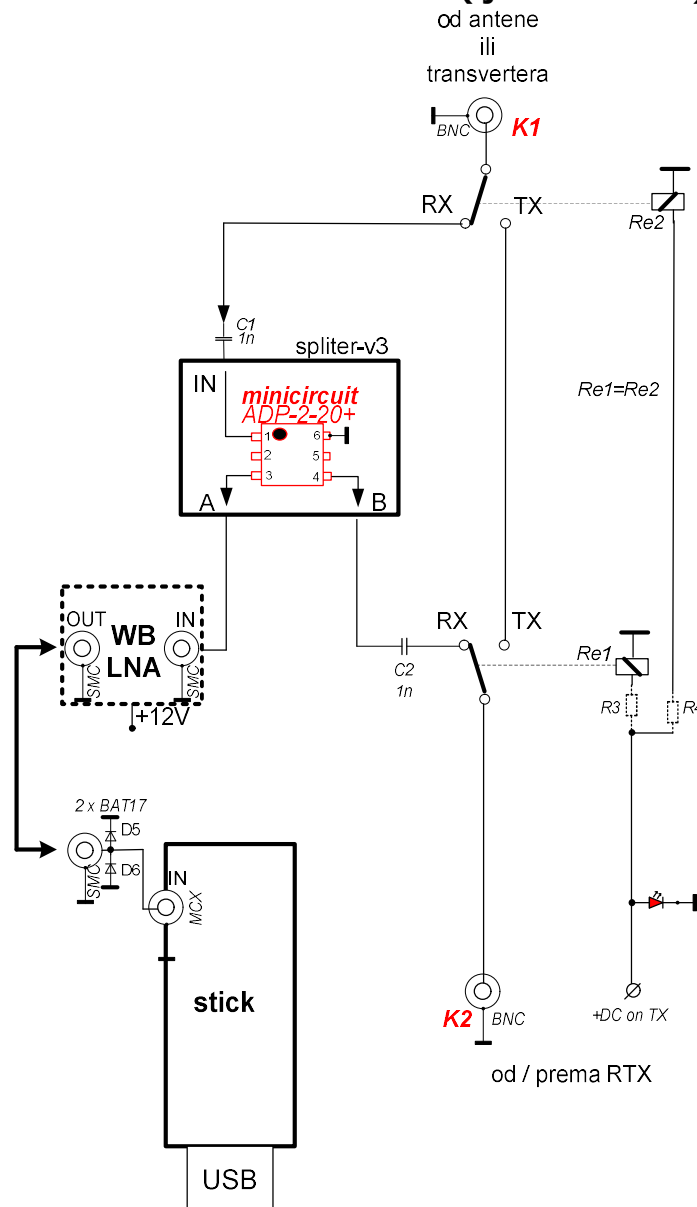 od antene
ili
transvertera
BNC
K1
RX
TX
Re2
C1
1n
spliter-v3
IN
minicircuit
ADP-2-20+
Re1=Re2
1
6
2
5
3
4
A
B
OUT
IN
WB
LNA
SMC
SMC
+12V
RX
TX
C2
1n
Re1
R3
R4
2 x BAT17
D5
D6
SMC
IN
MCX
stick
K2
BNC
+DC on TX
od / prema RTX
USB